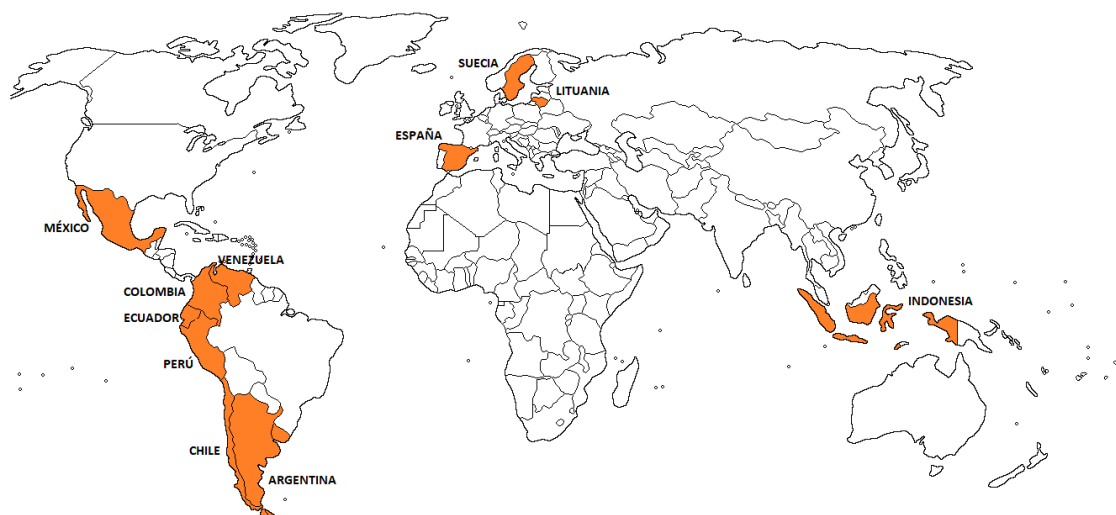 SUECIA
LITUANIA
ESPAÑA
MÉXICO
VENEZUELA
COLOMBIA
INDONESIA
ECUADOR
PERÚ
CHILE
ARGENTINA